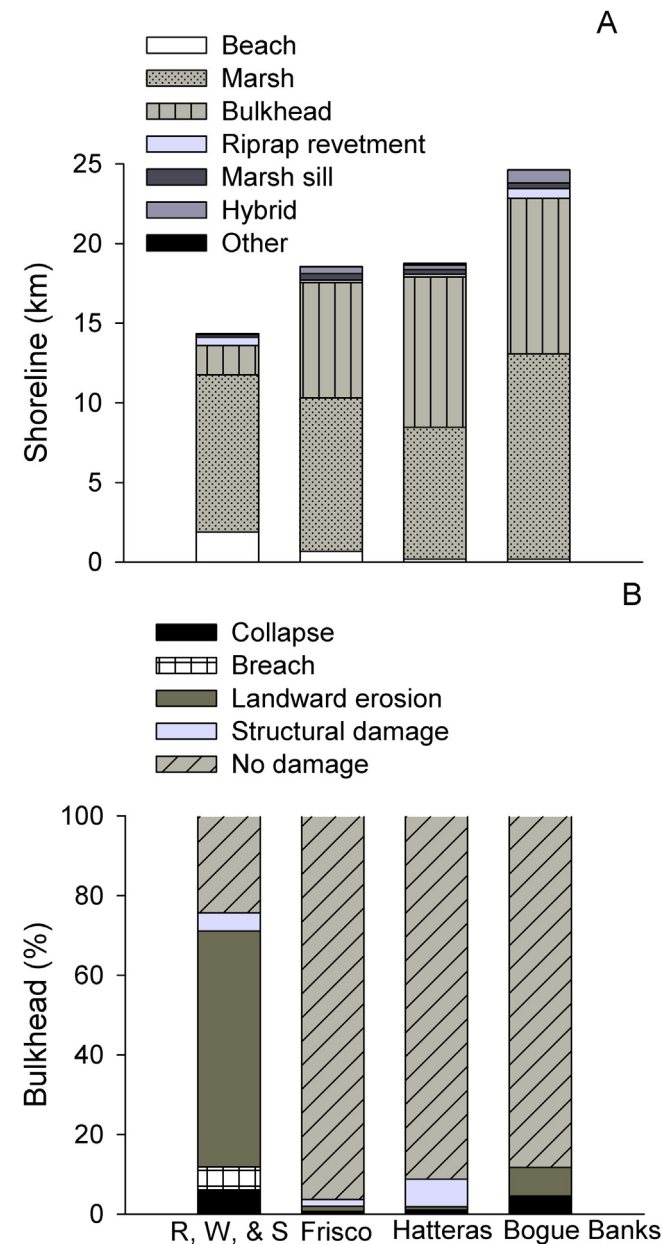 A
Beach
Marsh
Bulkhead
Riprap revetment
Marsh sill
Hybrid
Other
25
20
15
10
5
0
Shoreline (km)
B
Collapse
Breach
Landward erosion
Structural damage
No damage
100
80
60
40
20
0
Bulkhead (%)
R, W, & S Frisco Hatteras Bogue Banks